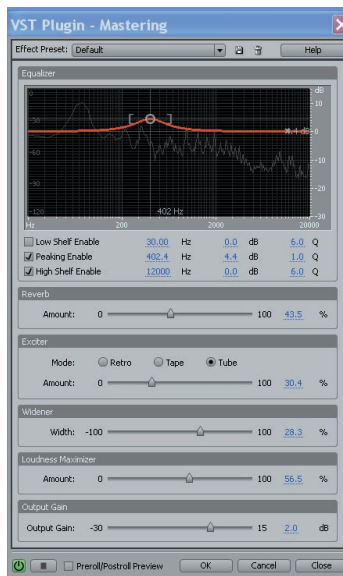 VST Plugin - Mastering
Effect Preset: Default Help
Equalizer
dB
0 10
-30 4.4 dB 0
-60 -10
-90 -20
-120 402 Hz -30
Hz 200 2000 20000
Low Shelf Enable 30.00 Hz 0.0 dB 6.0 Q
Peaking Enable 402.4 Hz 4.4 dB 1.0 Q
High Shelf Enable 12000 Hz 0.0 dB 6.0 Q
Reverb
Amount: 0 100 43.5 %
Exciter
Mode: Retro Tape Tube
Amount: 0 100 30.4 %
Widener
Width: -100 100 28.3 %
Loudness Maximizer
Amount: 0 100 56.5 %
Output Gain
Output Gain: -30 15 2.0 dB
Preroll/Postroll Preview OK Cancel Close